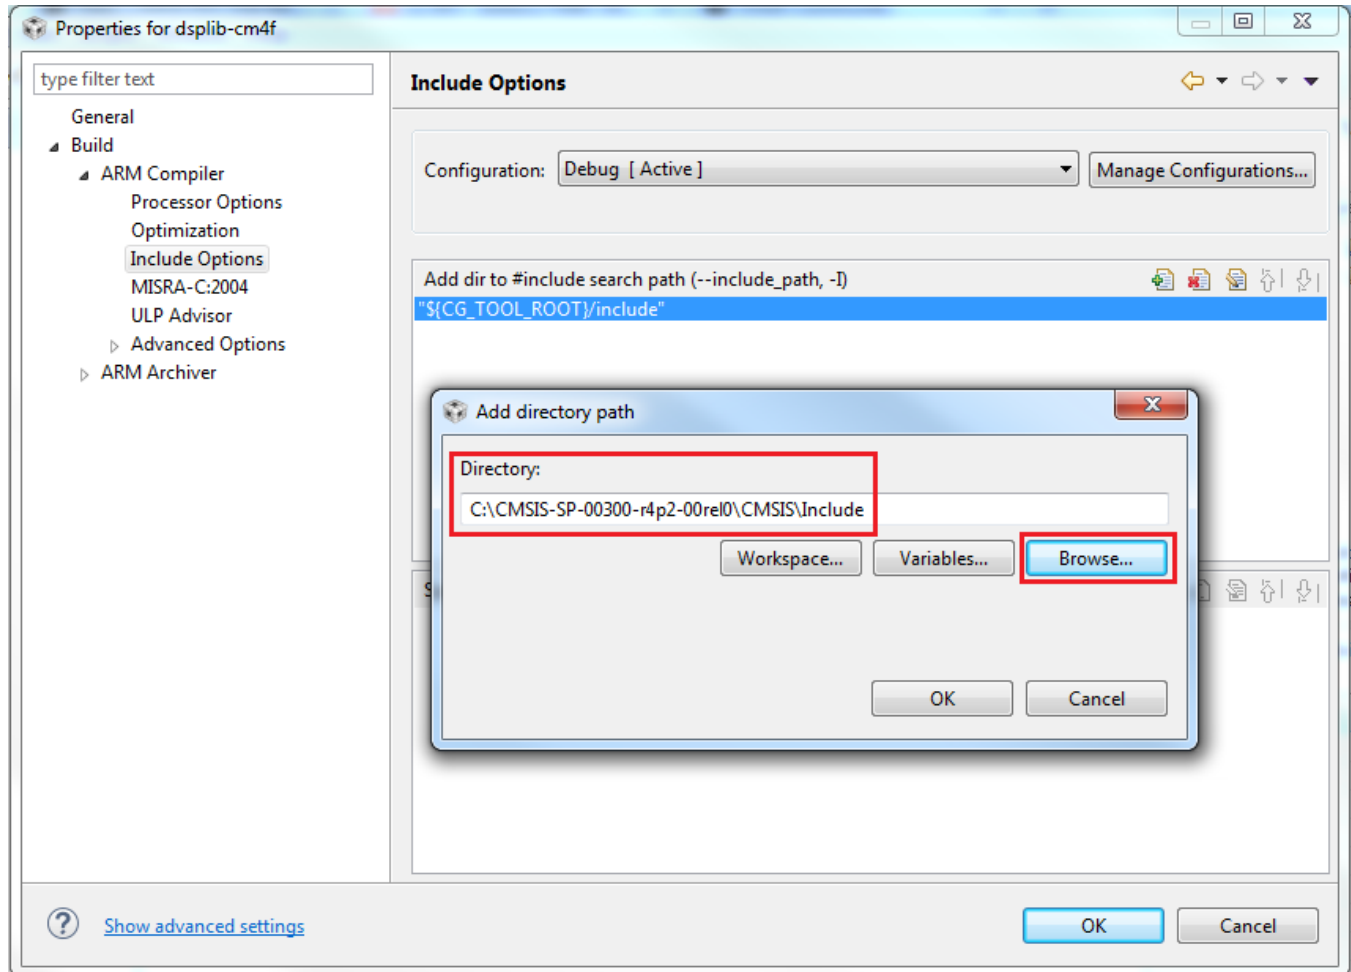 Properties for dsplib-cm4f
type filter text
General
Build
ARM Compiler
Processor Options
Optimization
Include Options
MISRA-C:2004
ULP Advisor
Advanced Options
ARM Archiver
Include Options
Configuration:
Debug [ Active ]
Manage Configurations...
Add dir to #include search path (--include_path, -I)
"${CG_TOOL_ROOT}/include"
Add directory path
Directory:
C:\CMSIS-SP-00300-r4p2-00rel0\CMSIS\Include
Workspace...
Variables...
Browse...
OK
Cancel
Show advanced settings
OK
Cancel